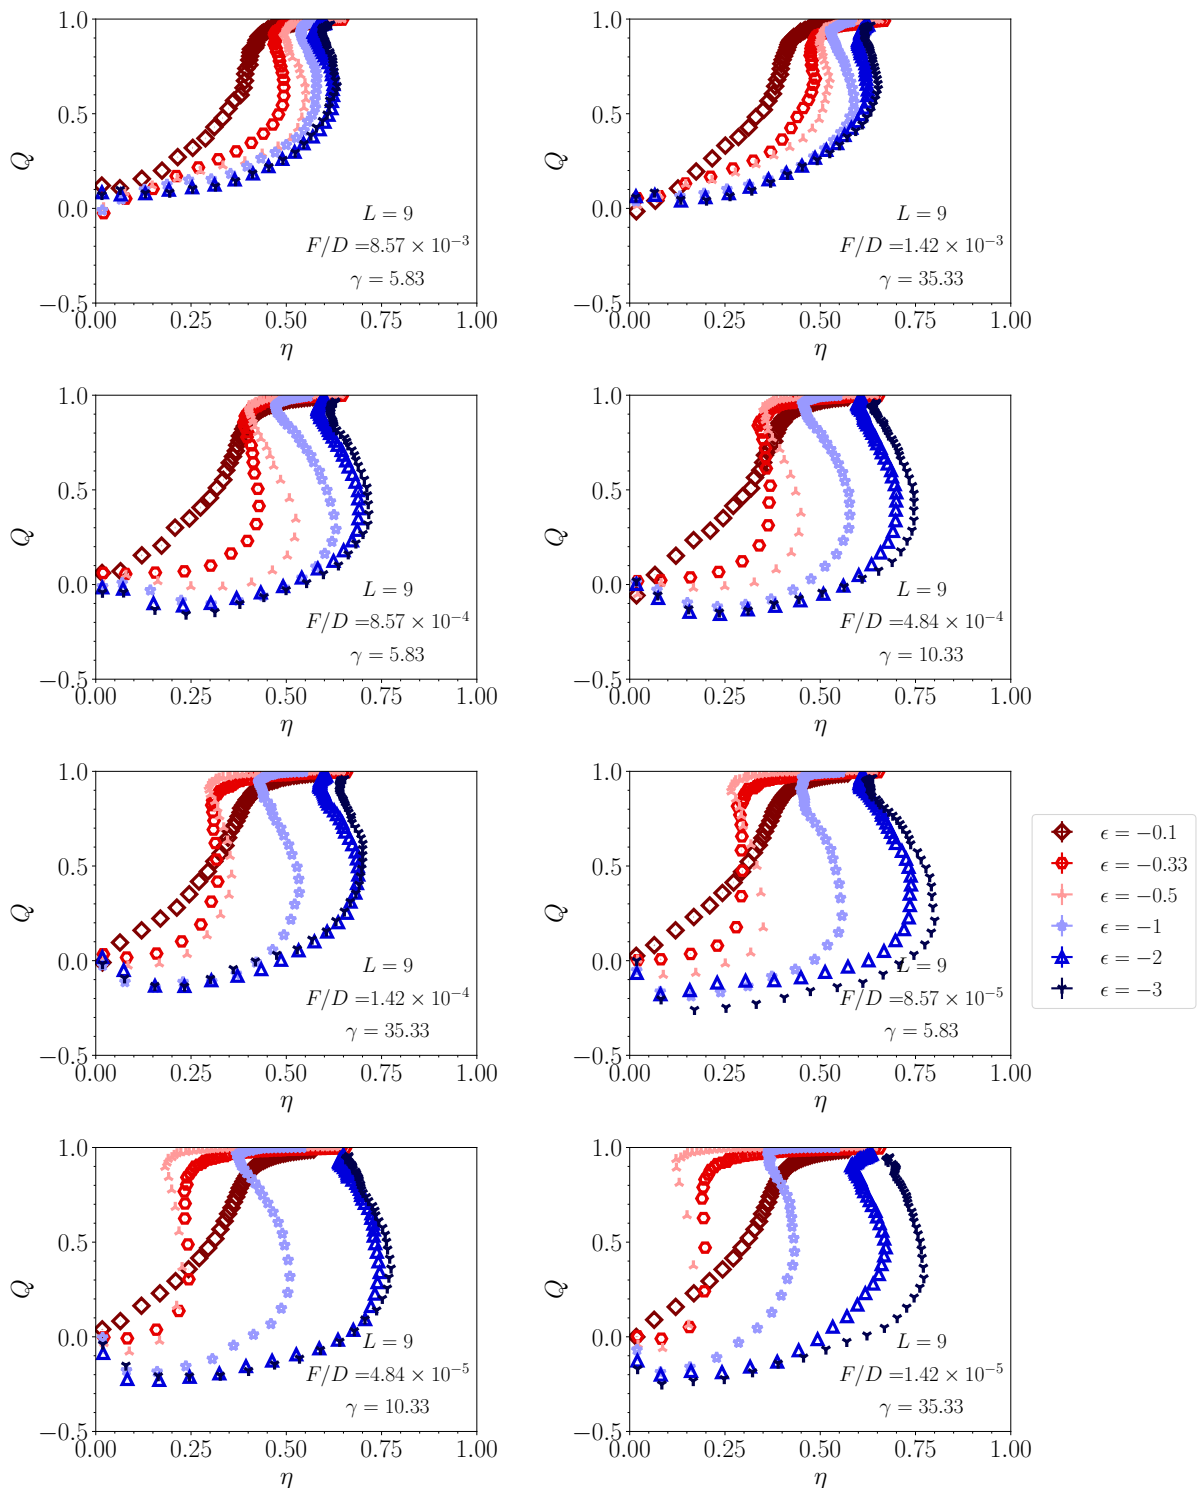 1.0
0.5
0.0
−0.5
Q
0.00 0.25 0.50 0.75 1.00
η
L = 9
F/D =8.57 × 10⁻³
γ = 5.83
1.0
0.5
0.0
−0.5
Q
0.00 0.25 0.50 0.75 1.00
η
L = 9
F/D =1.42 × 10⁻³
γ = 35.33
1.0
0.5
0.0
−0.5
Q
0.00 0.25 0.50 0.75 1.00
η
L = 9
F/D =8.57 × 10⁻⁴
γ = 5.83
1.0
0.5
0.0
−0.5
Q
0.00 0.25 0.50 0.75 1.00
η
L = 9
F/D =4.84 × 10⁻⁴
γ = 10.33
1.0
0.5
0.0
−0.5
Q
0.00 0.25 0.50 0.75 1.00
η
L = 9
F/D =1.42 × 10⁻⁴
γ = 35.33
1.0
0.5
0.0
−0.5
Q
0.00 0.25 0.50 0.75 1.00
η
L = 9
F/D =8.57 × 10⁻⁵
γ = 5.83
ϵ = −0.1
ϵ = −0.33
ϵ = −0.5
ϵ = −1
ϵ = −2
ϵ = −3
1.0
0.5
0.0
−0.5
Q
0.00 0.25 0.50 0.75 1.00
η
L = 9
F/D =4.84 × 10⁻⁵
γ = 10.33
1.0
0.5
0.0
−0.5
Q
0.00 0.25 0.50 0.75 1.00
η
L = 9
F/D =1.42 × 10⁻⁵
γ = 35.33